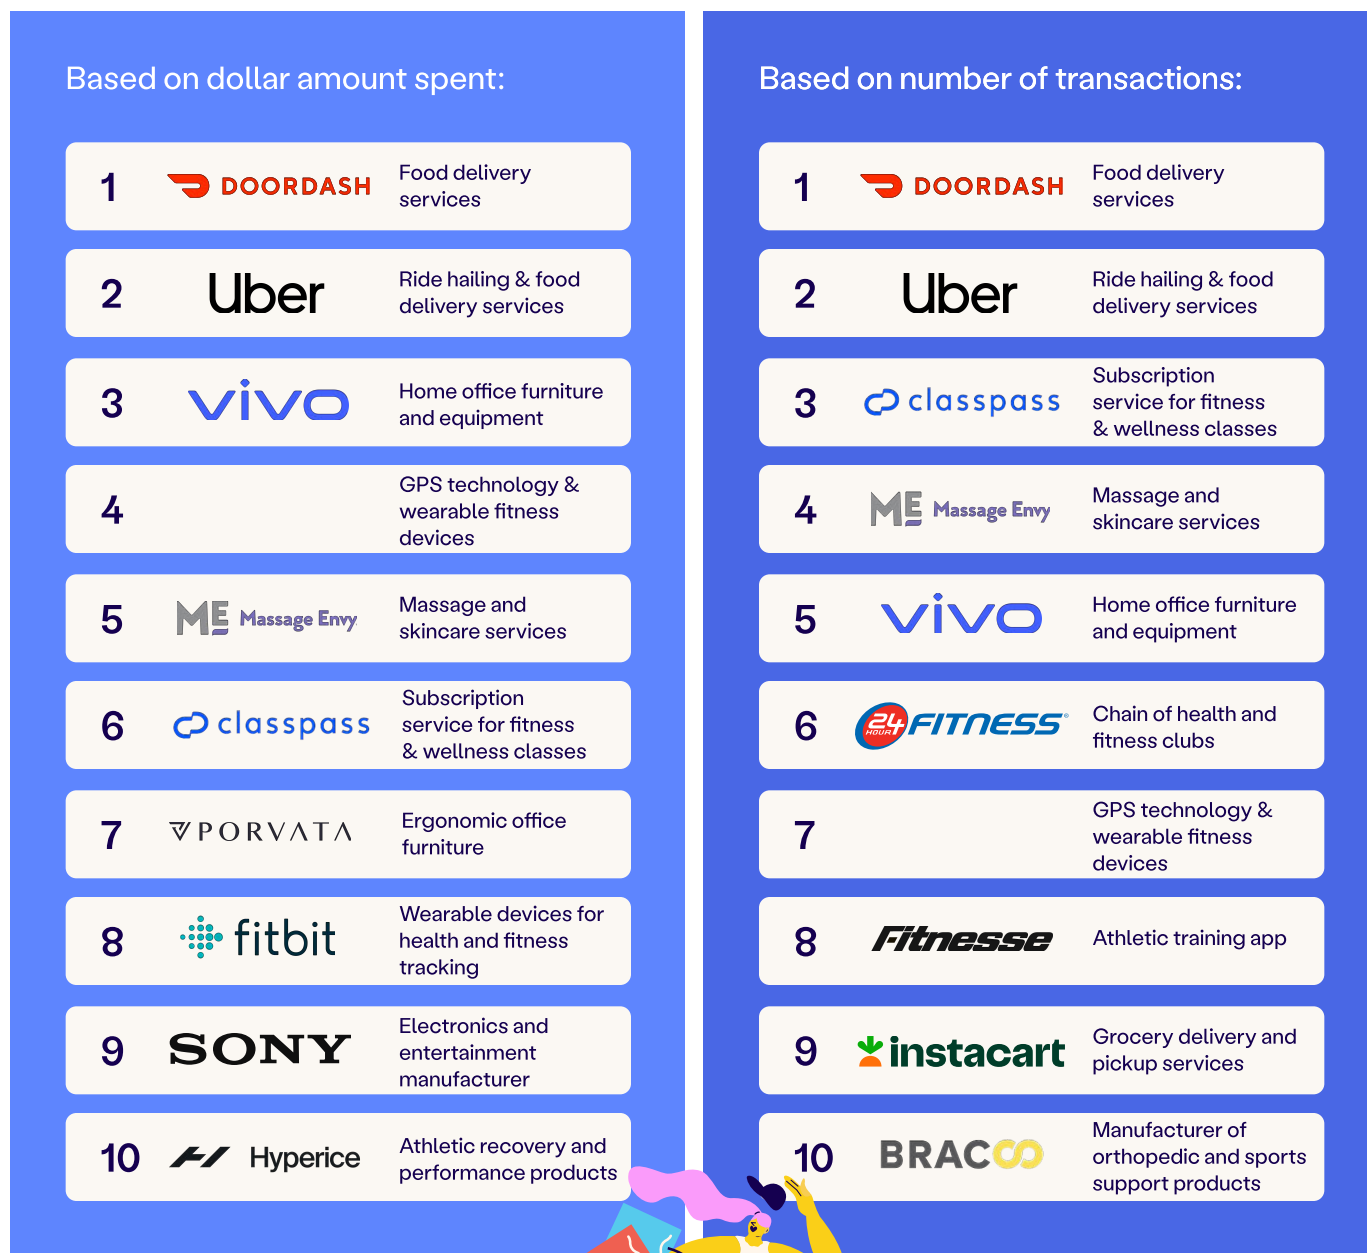 Based on dollar amount spent:
1
DOORDASH
Food delivery
services
2
Uber
Ride hailing & food
delivery services
3
vivo
Home office furniture
and equipment
4
GPS technology &
wearable fitness
devices
5
ME Massage Envy
Massage and
skincare services
6
classpass
Subscription
service for fitness
& wellness classes
7
PORVATA
Ergonomic office
furniture
8
fitbit
Wearable devices for
health and fitness
tracking
9
SONY
Electronics and
entertainment
manufacturer
10
Hyperice
Athletic recovery and
performance products
Based on number of transactions:
1
DOORDASH
Food delivery
services
2
Uber
Ride hailing & food
delivery services
3
classpass
Subscription
service for fitness
& wellness classes
4
ME Massage Envy
Massage and
skincare services
5
vivo
Home office furniture
and equipment
6
24 HOUR FITNESS®
Chain of health and
fitness clubs
7
GPS technology &
wearable fitness
devices
8
Fitnesse
Athletic training app
9
instacart
Grocery delivery and
pickup services
10
BRACOO
Manufacturer of
orthopedic and sports
support products